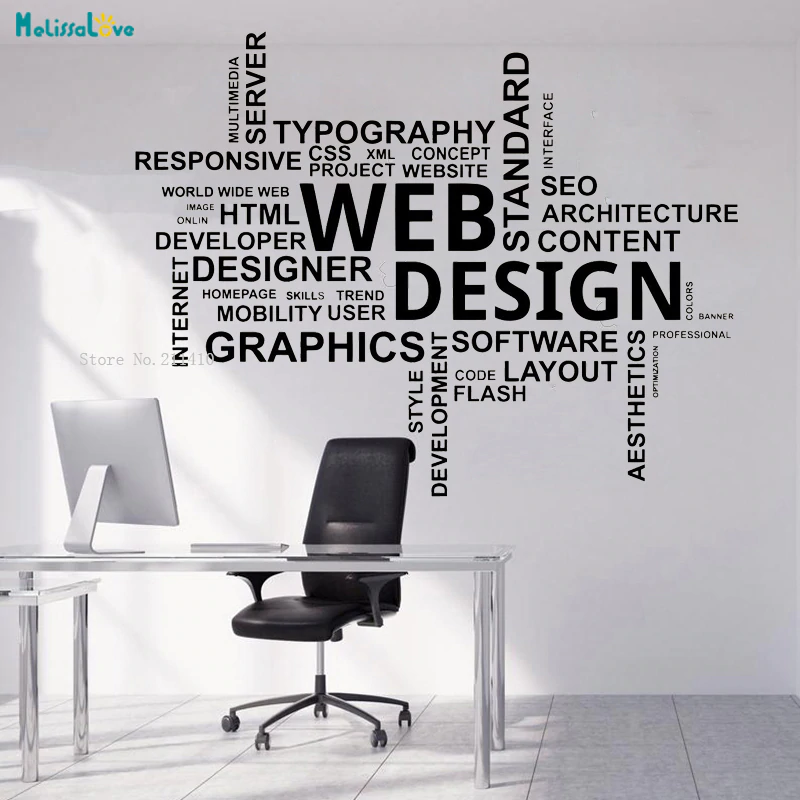 MelissaLove
MULTIMEDIA
SERVER
STANDARD
INTERFACE
TYPOGRAPHY
RESPONSIVE
CSS XML CONCEPT
PROJECT WEBSITE
WORLD WIDE WEB
IMAGE
ONLIN
HTML
WEB
SEO
ARCHITECTURE
CONTENT
DEVELOPER
DESIGNER
INTERNET
HOMEPAGE SKILLS TREND
MOBILITY USER
DESIGN
COLORS
BANNER
GRAPHICS
SOFTWARE
PROFESSIONAL
STYLE
DEVELOPMENT
CODE
LAYOUT
FLASH
AESTHETICS
OPTIMIZATION
Store No.